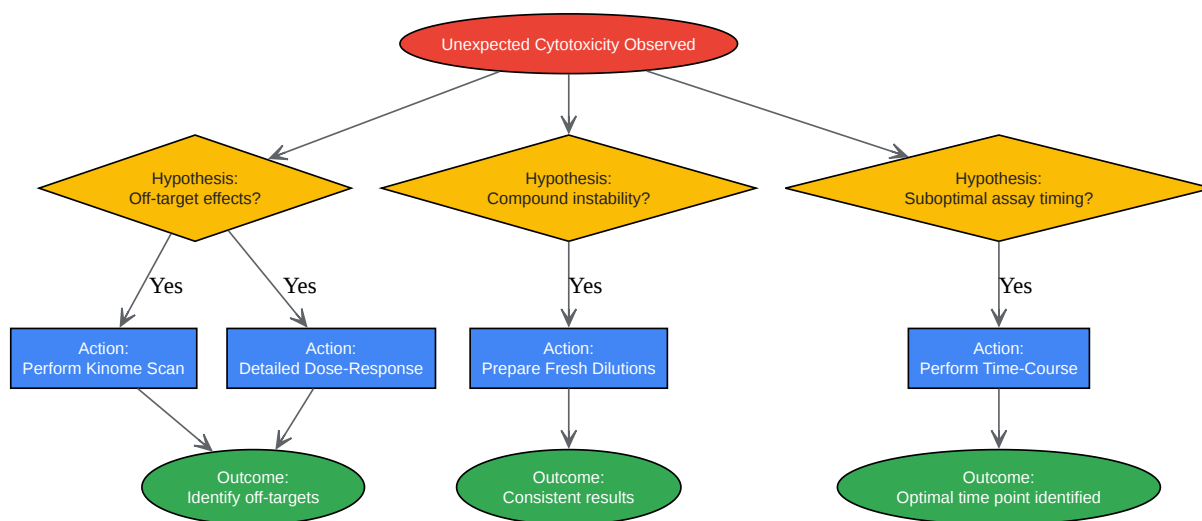 Unexpected Cytotoxicity Observed
Hypothesis:
Off-target effects?
Hypothesis:
Compound instability?
Hypothesis:
Suboptimal assay timing?
Yes
Yes
Yes
Yes
Action:
Perform Kinome Scan
Action:
Detailed Dose-Response
Action:
Prepare Fresh Dilutions
Action:
Perform Time-Course
Outcome:
Identify off-targets
Outcome:
Consistent results
Outcome:
Optimal time point identified